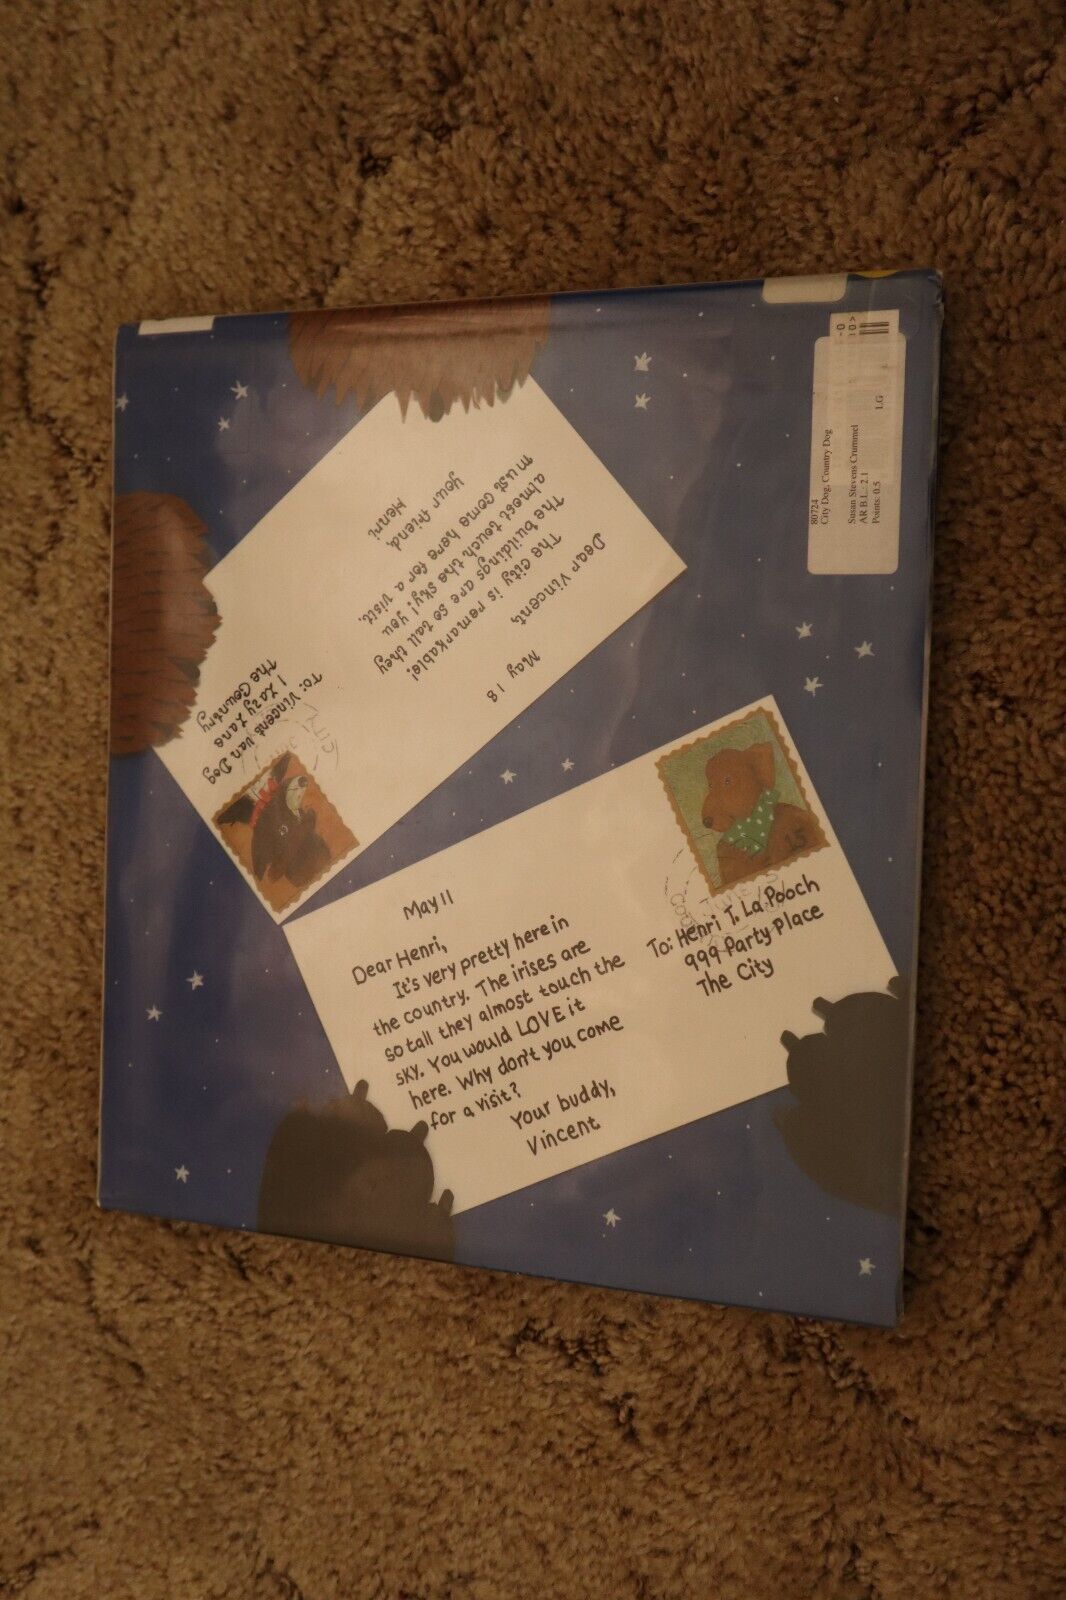 80724
City Dog, Country Dog
Susan Stevens Crummel
AR B.L.: 2.1
Points: 0.5
LG
May 18
Dear Vincent,
The city is remarkable!
The buildings are so tall they
almost touch the sky! You
must come here for a visit.
Your friend,
Henri
To: Vincent van Dog
1 Lazy Lane
The Country
CITY
May 11
Dear Henri,
It's very pretty here in
the country. The irises are
so tall they almost touch the
sky. You would LOVE it
here. Why don't you come
for a visit?
Your buddy,
Vincent
15
To: Henri T. La Pooch
999 Party Place
The City